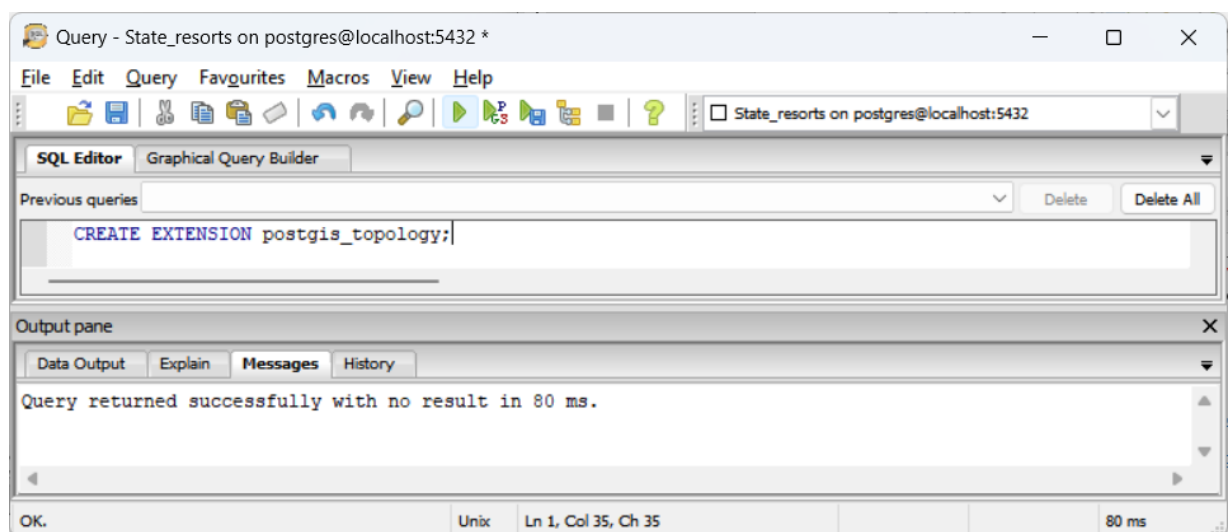 Query - State_resorts on postgres@localhost:5432 *
File Edit Query Favourites Macros View Help
State_resorts on postgres@localhost:5432
SQL Editor Graphical Query Builder
Previous queries Delete Delete All
CREATE EXTENSION postgis_topology;
Output pane
Data Output Explain Messages History
Query returned successfully with no result in 80 ms.
OK. Unix Ln 1, Col 35, Ch 35 80 ms